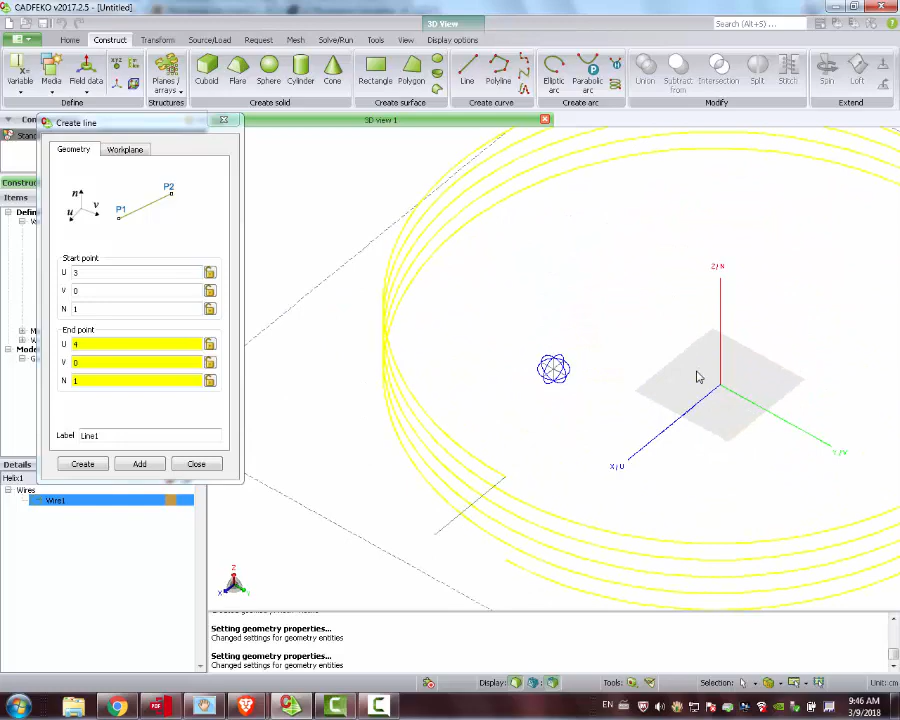 CADFEKO v2017.2.5 - [Untitled]
3D View
Search (Alt+S) ...
Home Construct Transform Source/Load Request Mesh Solve/Run Tools View Display options
Variable Media Field data Planes / arrays Cuboid Flare Sphere Cylinder Cone Rectangle Polygon Line Polyline Elliptic arc Parabolic arc Union Subtract from Intersection Split Stitch Spin Loft
Define Structures Create solid Create surface Create curve Create arc Modify Extend
Create line
3D view 1
Geometry Workplane
n
u
v
P1
P2
Start point
U 3
V 0
N 1
End point
U 4
V 0
N 1
Label Line1
Create Add Close
Items
Details
Helix1
Wires
Wire1
Z/N
X/U
Y/V
Z
X
Y
Setting geometry properties...
Changed settings for geometry entities
Setting geometry properties...
Changed settings for geometry entities
Display: Tools: Selection: Unit: cm
EN
9:46 AM
3/9/2018